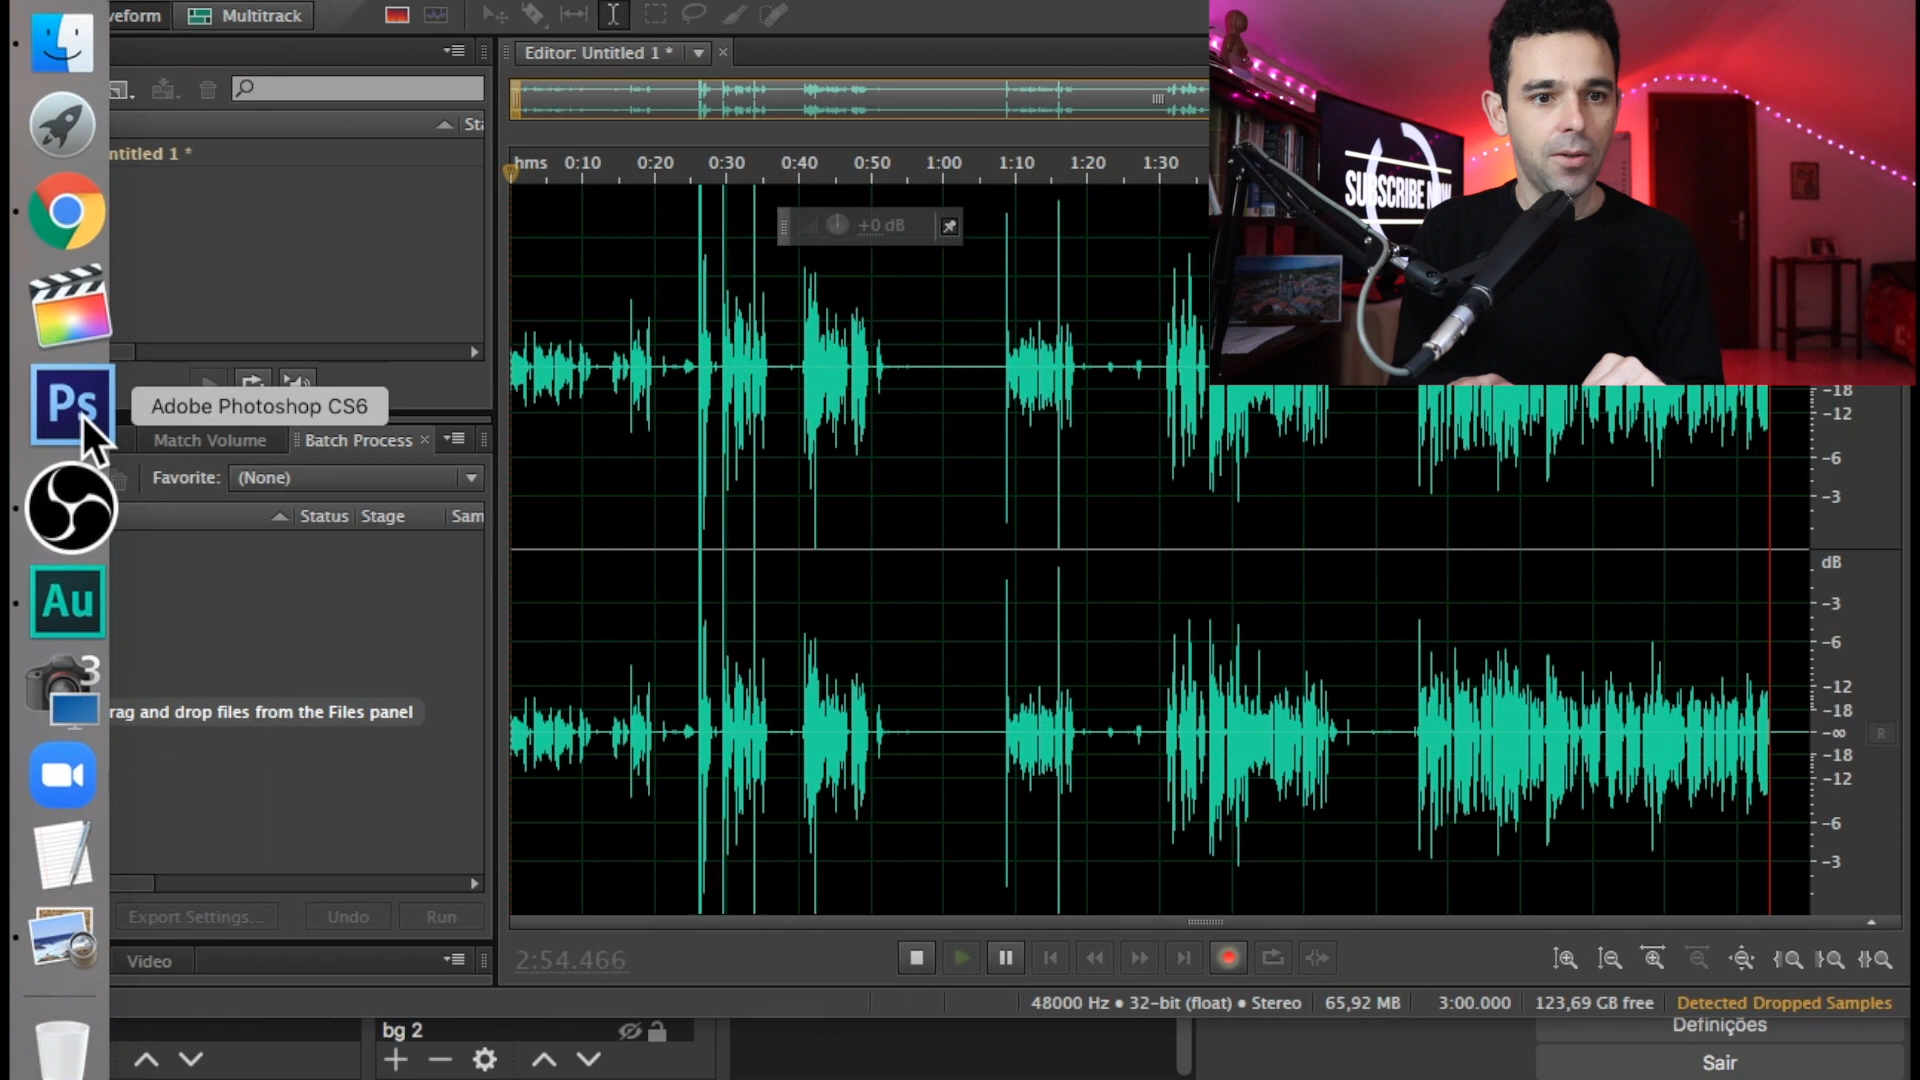 veform
Multitrack
Editor: Untitled 1 *
Sta
ntitled 1 *
hms 0:10 0:20 0:30 0:40 0:50 1:00 1:10 1:20 1:30
+0 dB
SUBSCRIBE NOW
Ps
Adobe Photoshop CS6
Match Volume
Batch Process
Favorite:
(None)
Status
Stage
Sam
Au
3
rag and drop files from the Files panel
Export Settings...
Undo
Run
Video
-18
-12
-6
-3
dB
-3
-6
-12
-18
-∞
R
-18
-12
-6
-3
2:54.466
48000 Hz • 32-bit (float) • Stereo
65,92 MB
3:00.000
123,69 GB free
Detected Dropped Samples
bg 2
Definições
Sair